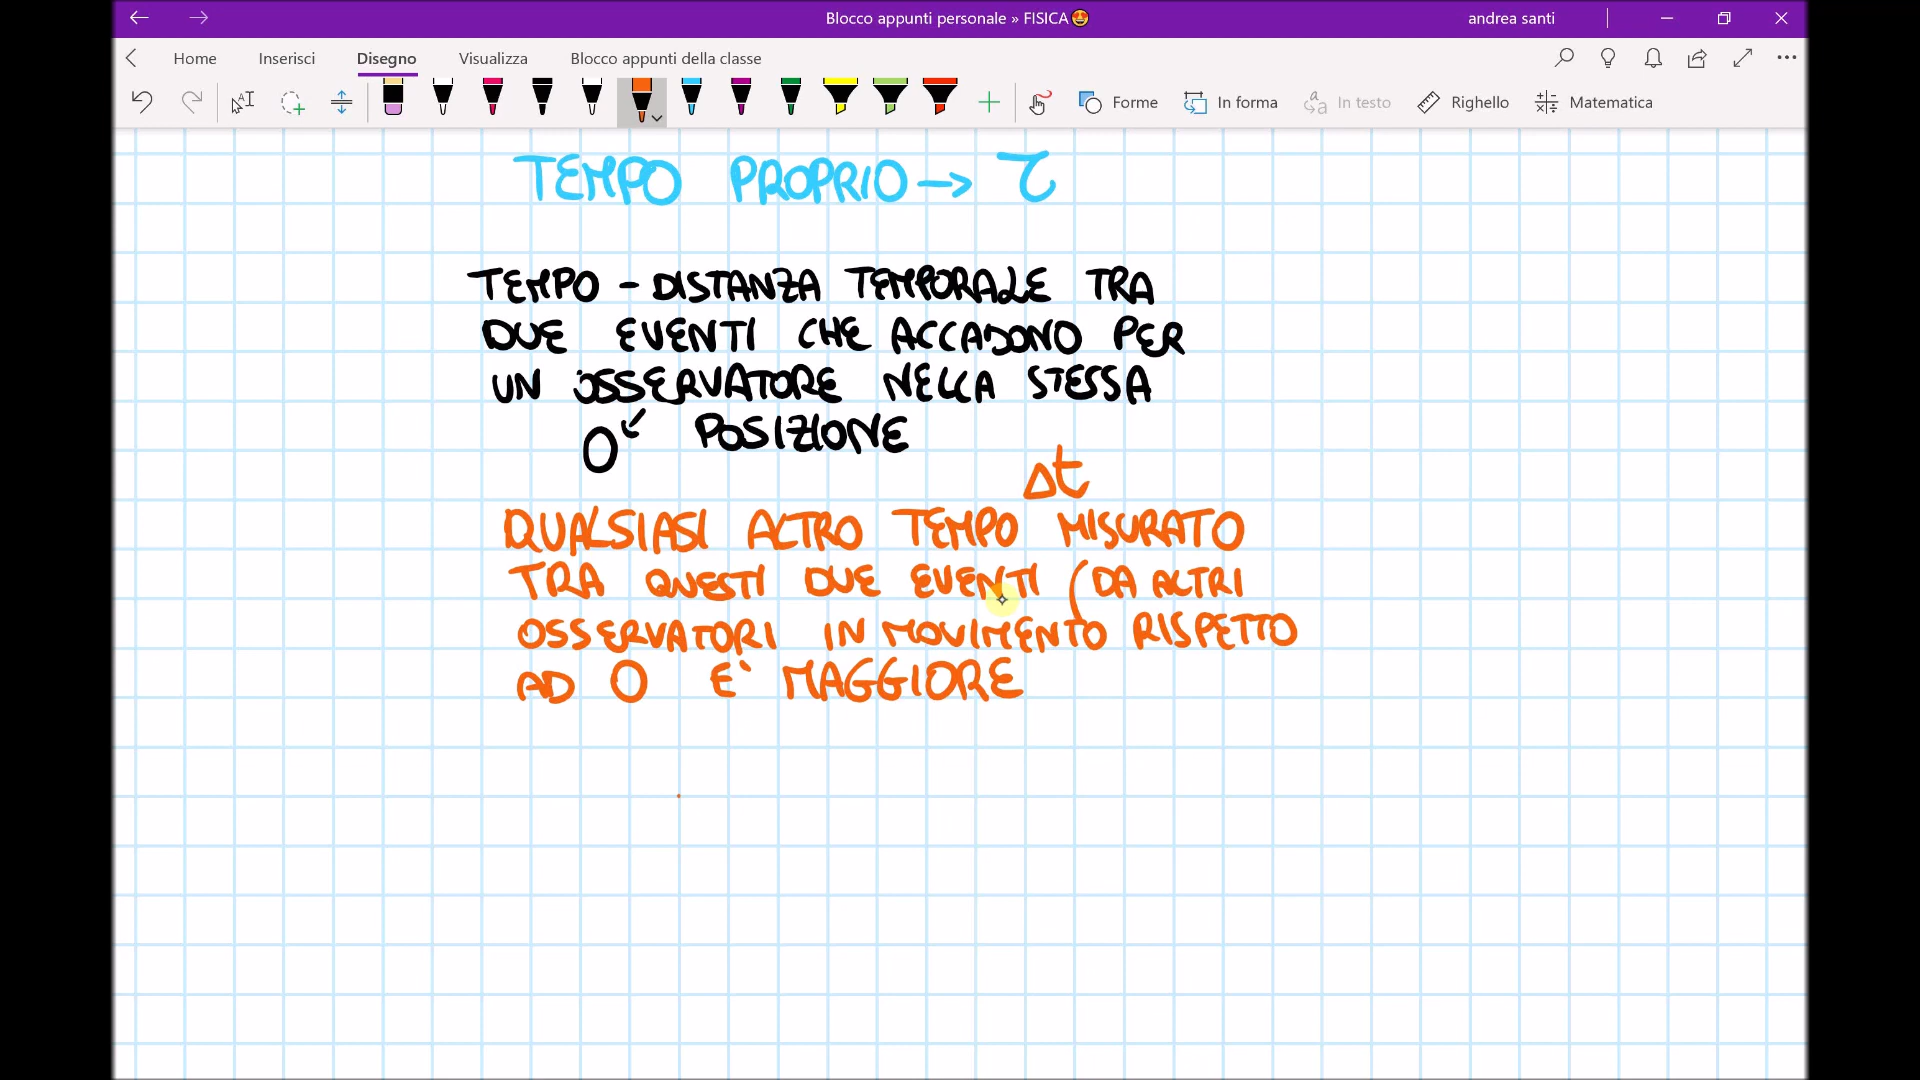 Blocco appunti personale » FISICA😍
andrea santi
Home Inserisci Disegno Visualizza Blocco appunti della classe
Forme In forma In testo Righello Matematica
TEMPO PROPRIO → τ
TEMPO - DISTANZA TEMPORALE TRA
DUE EVENTI CHE ACCADONO PER
UN OSSERVATORE NELLA STESSA
O POSIZIONE
Δt
QUALSIASI ALTRO TEMPO MISURATO
TRA QUESTI DUE EVENTI (DA ALTRI
OSSERVATORI IN MOVIMENTO RISPETTO
AD O E' MAGGIORE